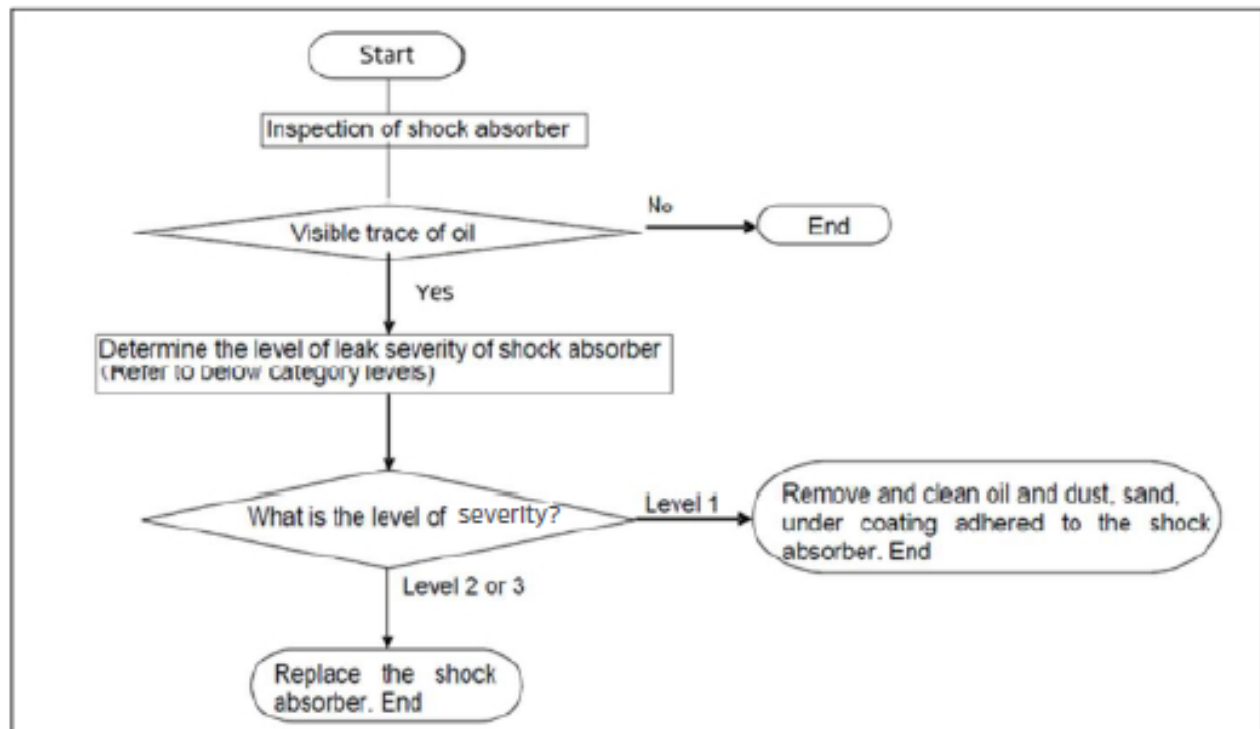 Start
Inspection of shock absorber
Visible trace of oil
No
End
Yes
Determine the level of leak severity of shock absorber
(Refer to below category levels)
What is the level of severity?
Level 1
Remove and clean oil and dust, sand,
under coating adhered to the shock
absorber. End
Level 2 or 3
Replace the shock
absorber. End